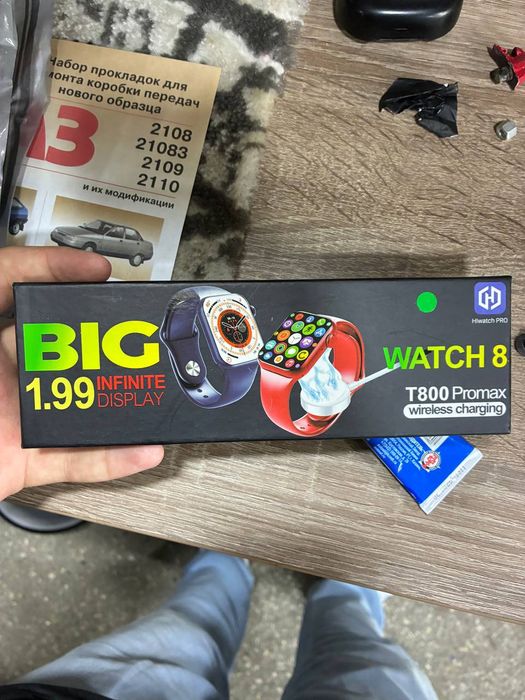 Набор прокладок для
монта коробки передач
нового образца
АЗ
2108
21083
2109
2110
и их модификации
BIG
1.99 INFINITE
DISPLAY
HIwatch PRO
WATCH 8
T800 Promax
wireless charging